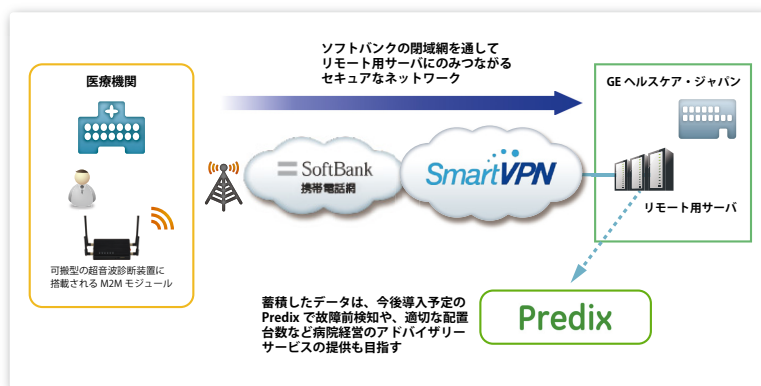 ソフトバンクの閉域網を通して
リモート用サーバにのみつながる
セキュアなネットワーク
医療機関
GE ヘルスケア・ジャパン
SoftBank
携帯電話網
SmartVPN
リモート用サーバ
可搬型の超音波診断装置に
搭載される M2M モジュール
蓄積したデータは、今後導入予定の
Predix で故障前検知や、適切な配置
台数など病院経営のアドバイザリー
サービスの提供も目指す
Predix